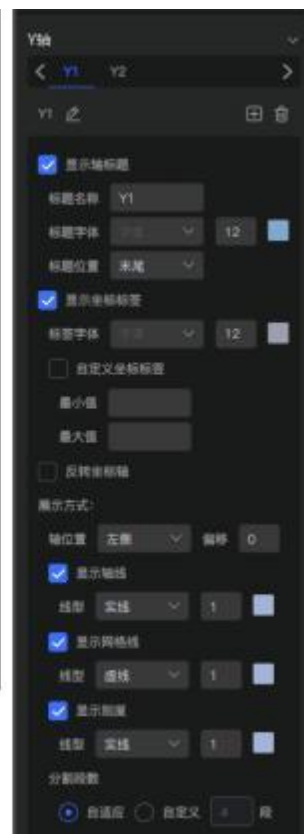 Y轴
Y1 Y2
Y1
显示轴标题
标题名称 Y1
标题字体 12
标题位置 末尾
显示坐标标签
标签字体 12
自定义坐标标签
最小值
最大值
反转坐标轴
展示方式:
轴位置 左侧 偏移 0
显示轴线
线型 实线 1
显示网格线
线型 虚线 1
显示刻度
线型 实线 1
分割段数
自适应 自定义 段